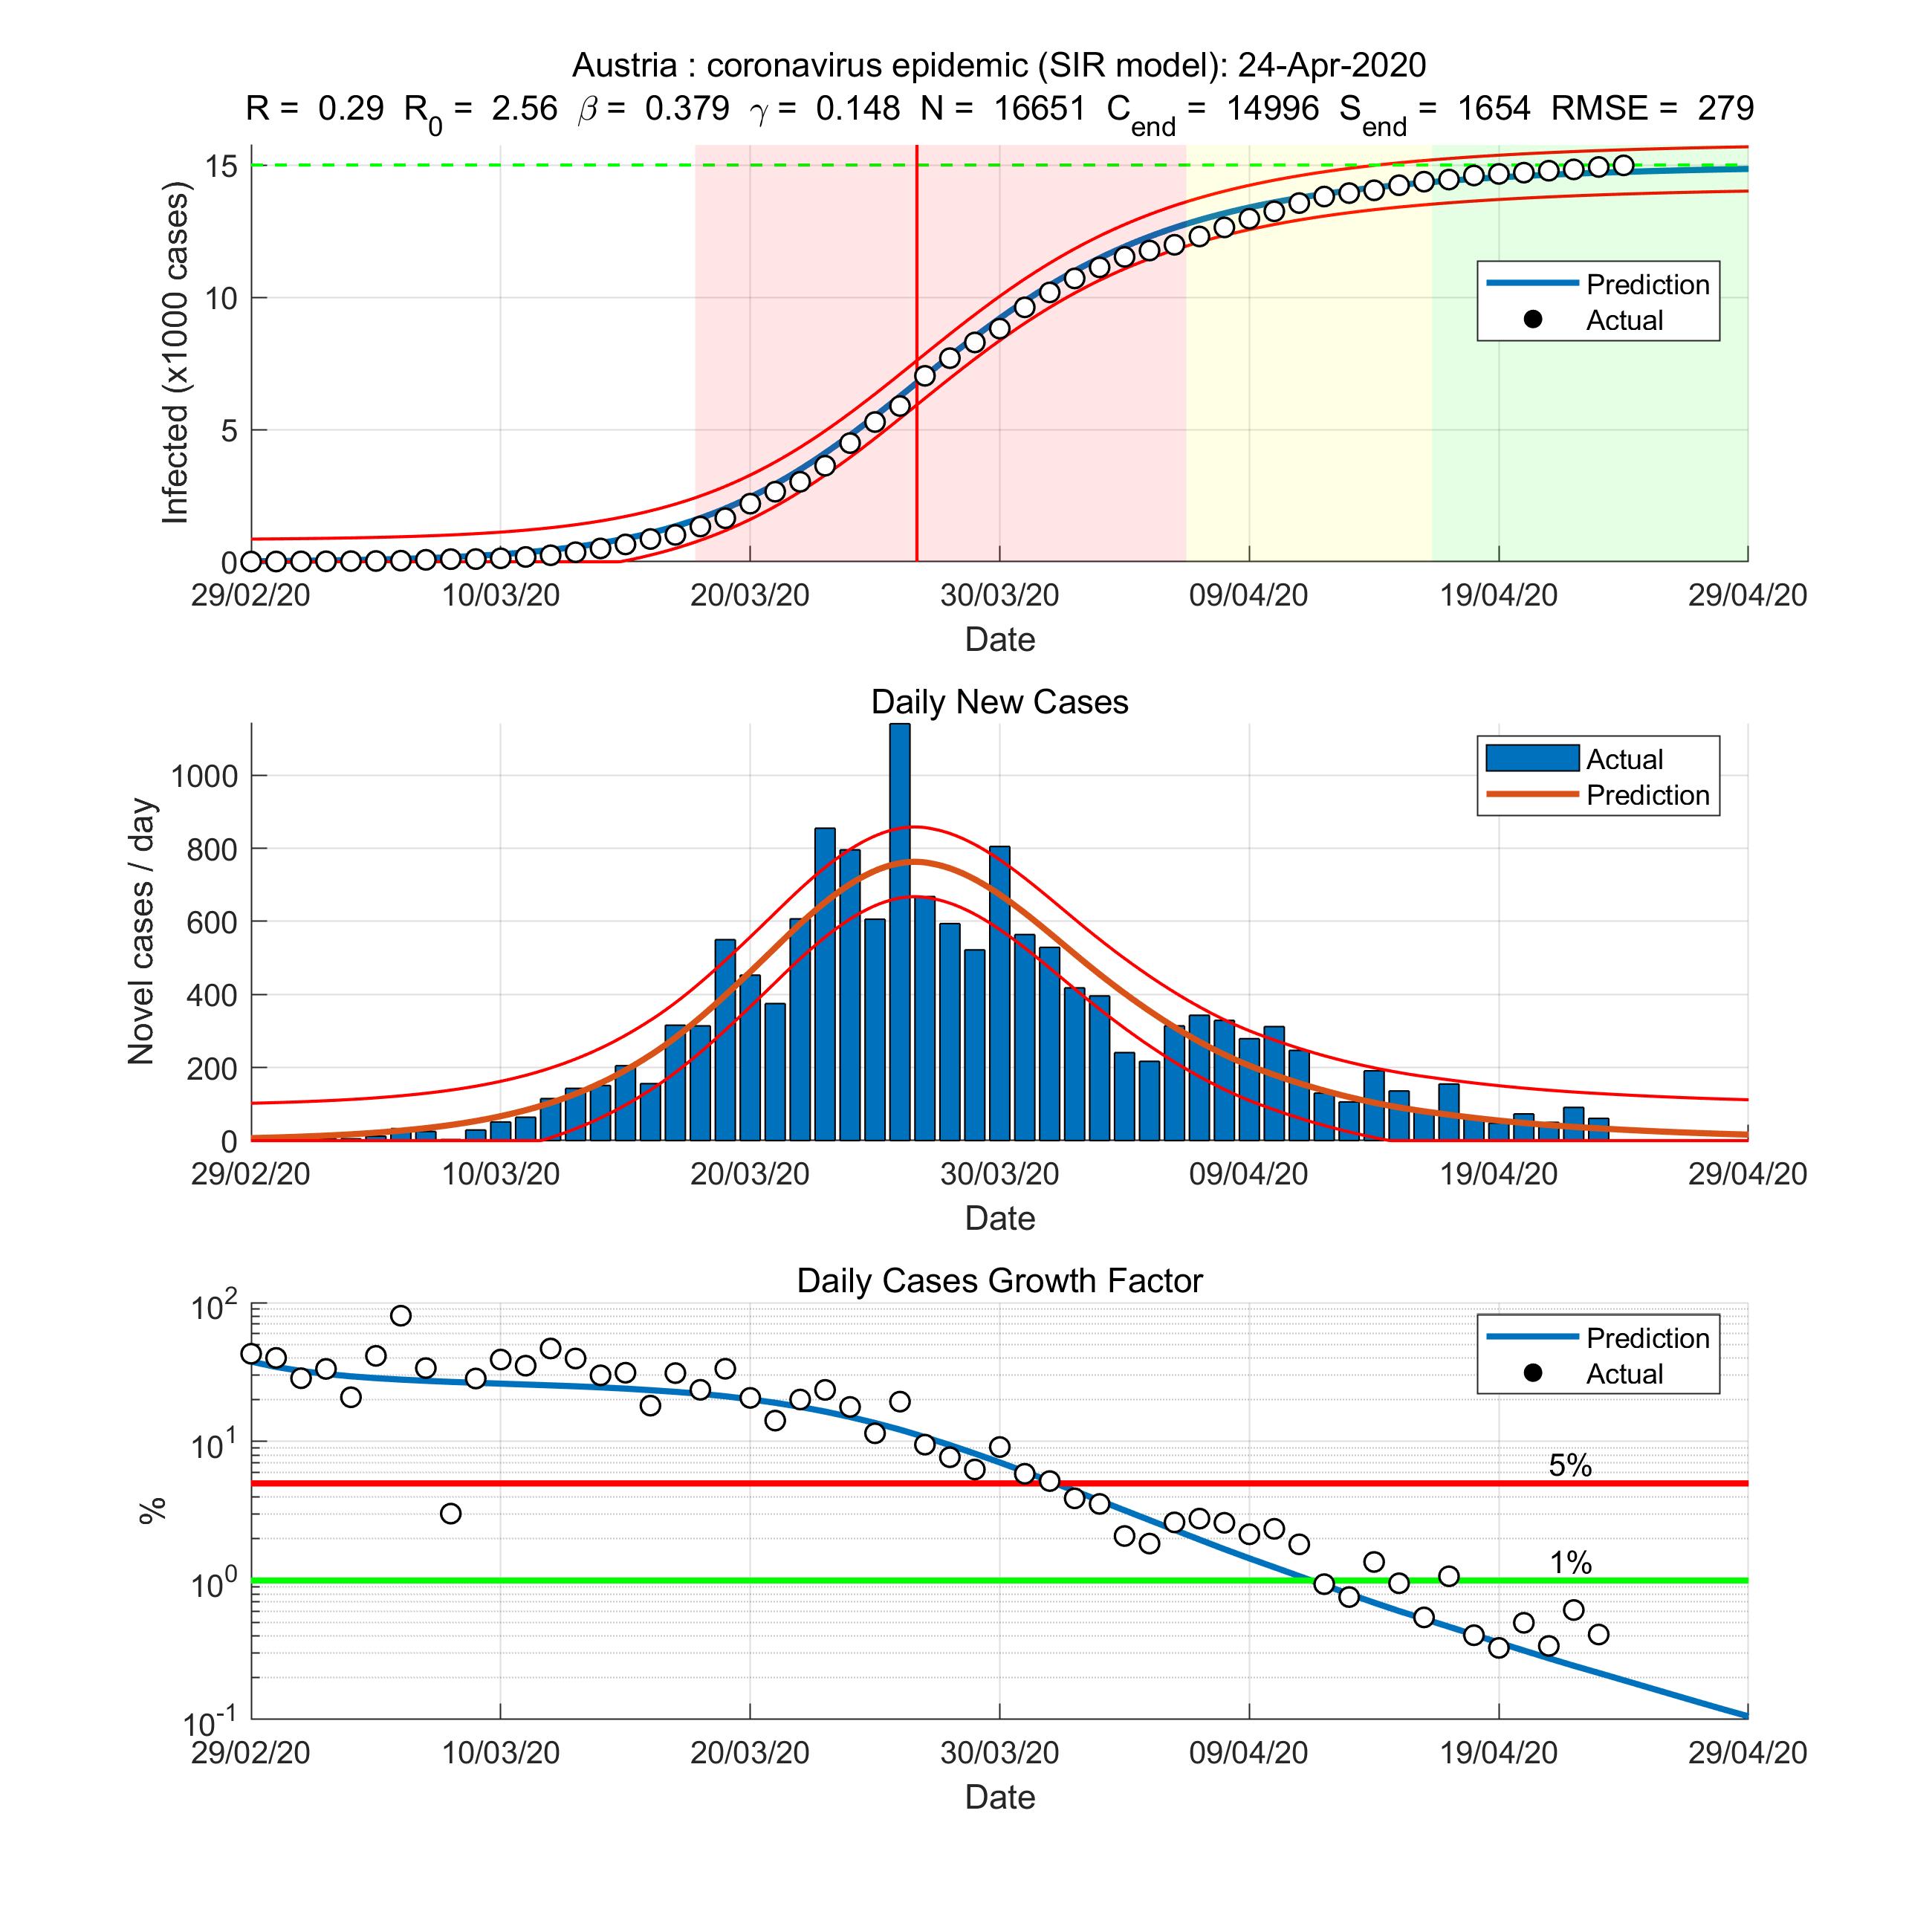 Austria : coronavirus epidemic (SIR model): 24-Apr-2020
R = 0.29 R0 = 2.56 β = 0.379 γ = 0.148 N = 16651 Cend = 14996 Send = 1654 RMSE = 279
Infected (x1000 cases)
15
10
5
0
Prediction
Actual
29/02/20 10/03/20 20/03/20 30/03/20 09/04/20 19/04/20 29/04/20
Date
Daily New Cases
Novel cases / day
1000
800
600
400
200
0
Actual
Prediction
29/02/20 10/03/20 20/03/20 30/03/20 09/04/20 19/04/20 29/04/20
Date
Daily Cases Growth Factor
%
10^2
10^1
10^0
10^-1
Prediction
Actual
5%
1%
29/02/20 10/03/20 20/03/20 30/03/20 09/04/20 19/04/20 29/04/20
Date